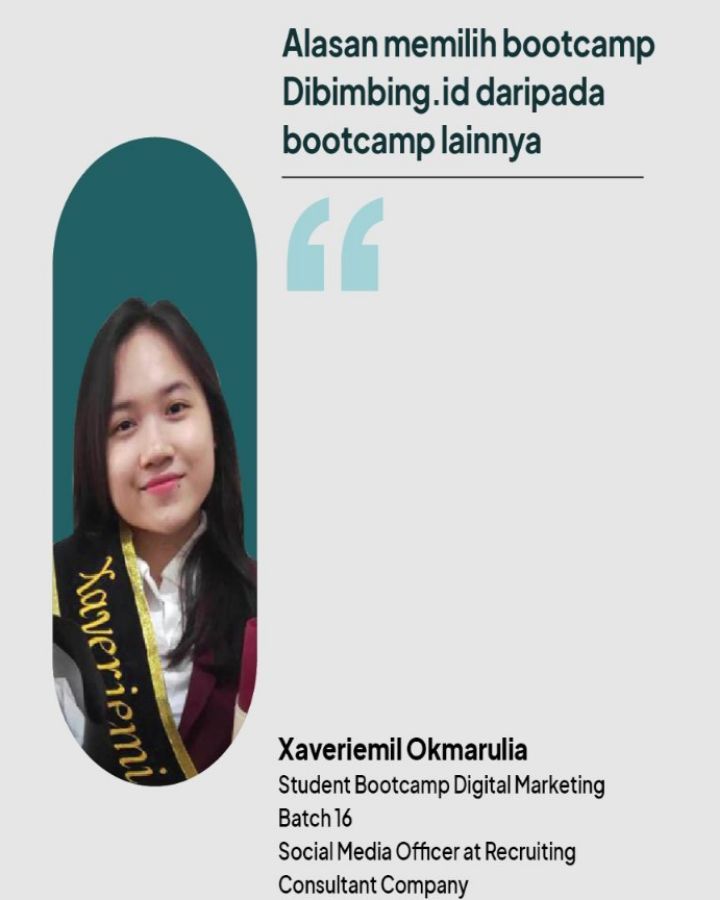 Alasan memilih bootcamp
Dibimbing.id daripada
bootcamp lainnya
“
Xaveriemi
Xaveriemil Okmarulia
Student Bootcamp Digital Marketing
Batch 16
Social Media Officer at Recruiting
Consultant Company